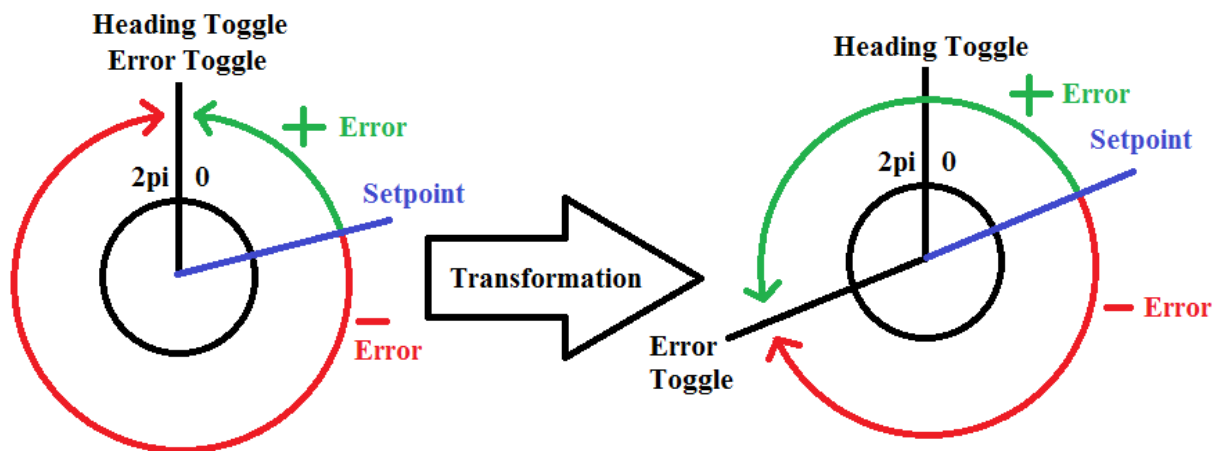 Heading Toggle
Error Toggle
+ Error
2pi 0
Setpoint
- Error
Transformation
Heading Toggle
+ Error
Setpoint
2pi 0
- Error
Error
Toggle